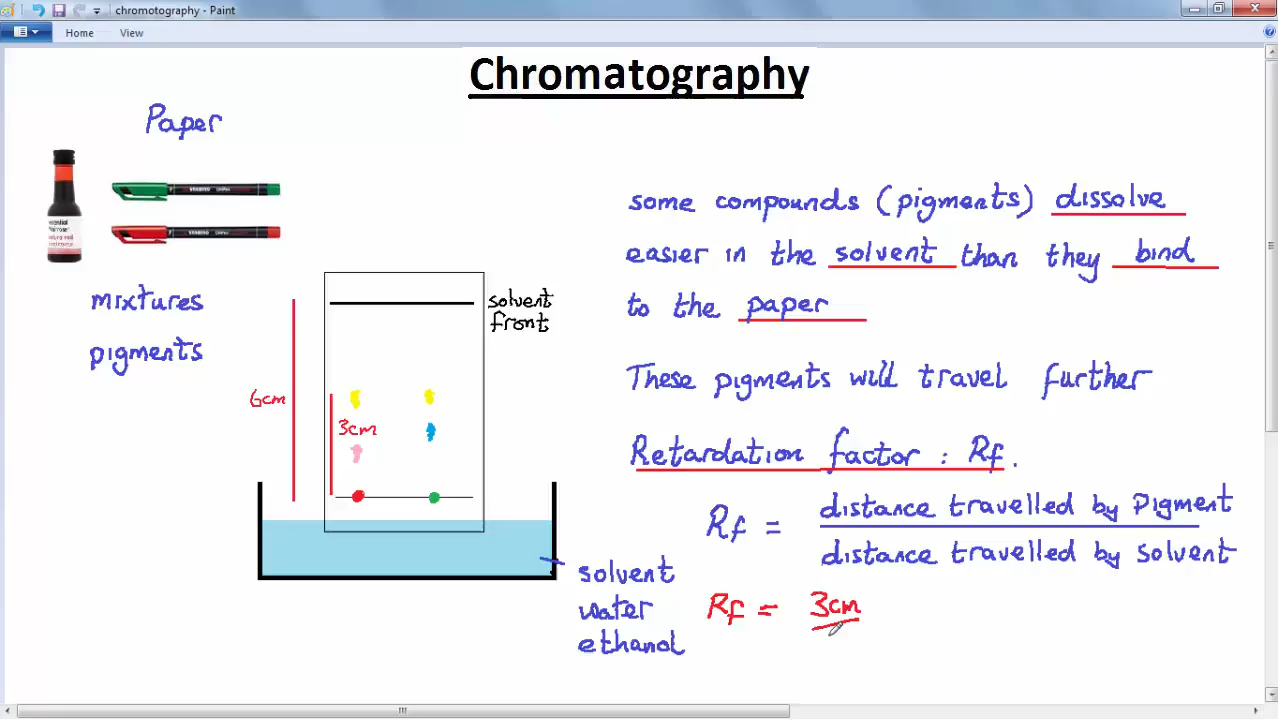 chromotography - Paint
Home View
Chromatography
Paper
some compounds (pigments) dissolve
easier in the solvent than they bind
to the paper
mixtures
pigments
solvent
front
These pigments will travel further
6cm
3cm
Retardation factor : Rf.
Rf = distance travelled by Pigment
distance travelled by solvent
solvent
water
ethanol
Rf = 3cm